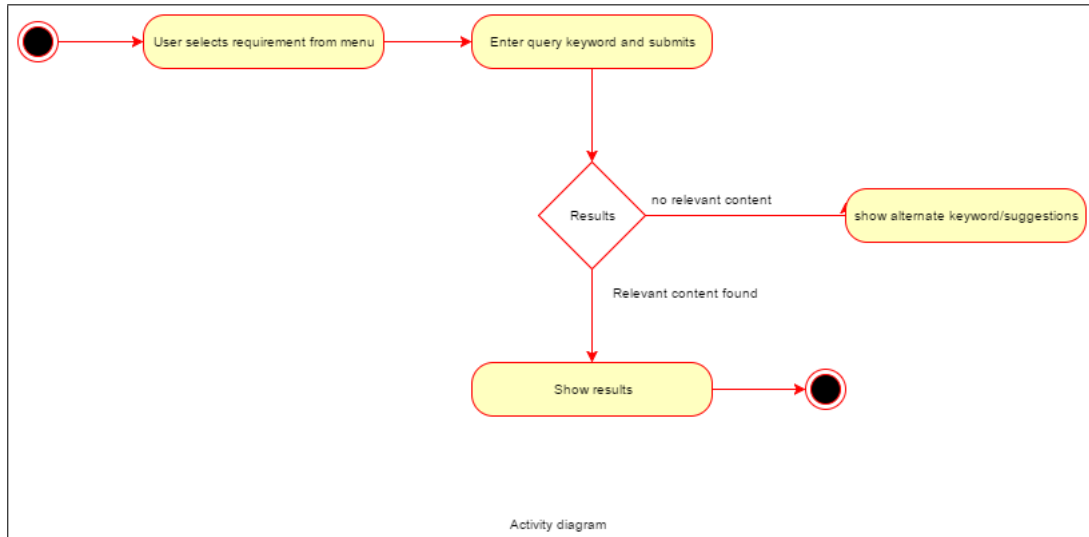 User selects requirement from menu
Enter query keyword and submits
Results
no relevant content
show alternate keyword/suggestions
Relevant content found
Show results
Activity diagram